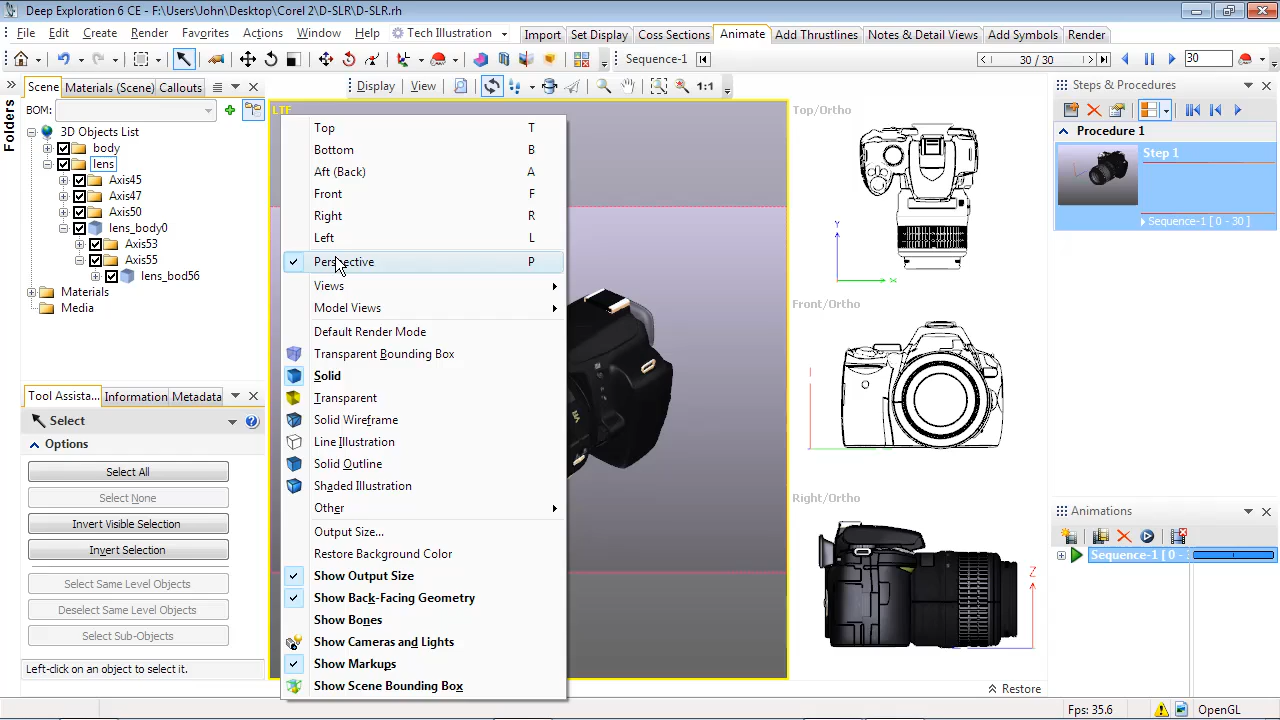 Deep Exploration 6 CE - F:\Users\John\Desktop\Corel 2\D-SLR\D-SLR.rh
File Edit Create Render Favorites Actions Window Help Tech Illustration Import Set Display Coss Sections Animate Add Thrustlines Notes & Detail Views Add Symbols Render
Sequence-1 30 / 30 30
Folders
Scene Materials (Scene) Callouts
Display View 1:1
Steps & Procedures
BOM:
Procedure 1
Step 1
Sequence-1 [ 0 - 30 ]
3D Objects List
body
lens
Axis45
Axis47
Axis50
lens_body0
Axis53
Axis55
lens_bod56
Materials
Media
LTF
Top T
Bottom B
Aft (Back) A
Front F
Right R
Left L
Perspective P
Views
Model Views
Default Render Mode
Transparent Bounding Box
Solid
Transparent
Solid Wireframe
Line Illustration
Solid Outline
Shaded Illustration
Other
Output Size...
Restore Background Color
Show Output Size
Show Back-Facing Geometry
Show Bones
Show Cameras and Lights
Show Markups
Show Scene Bounding Box
Top/Ortho
Y
X
Front/Ortho
Right/Ortho
Z
Tool Assista... Information Metadata
Select
Options
Select All
Select None
Invert Visible Selection
Invert Selection
Select Same Level Objects
Deselect Same Level Objects
Select Sub-Objects
Left-click on an object to select it.
Animations
Sequence-1 [ 0 -
Restore
Fps: 35.6 OpenGL